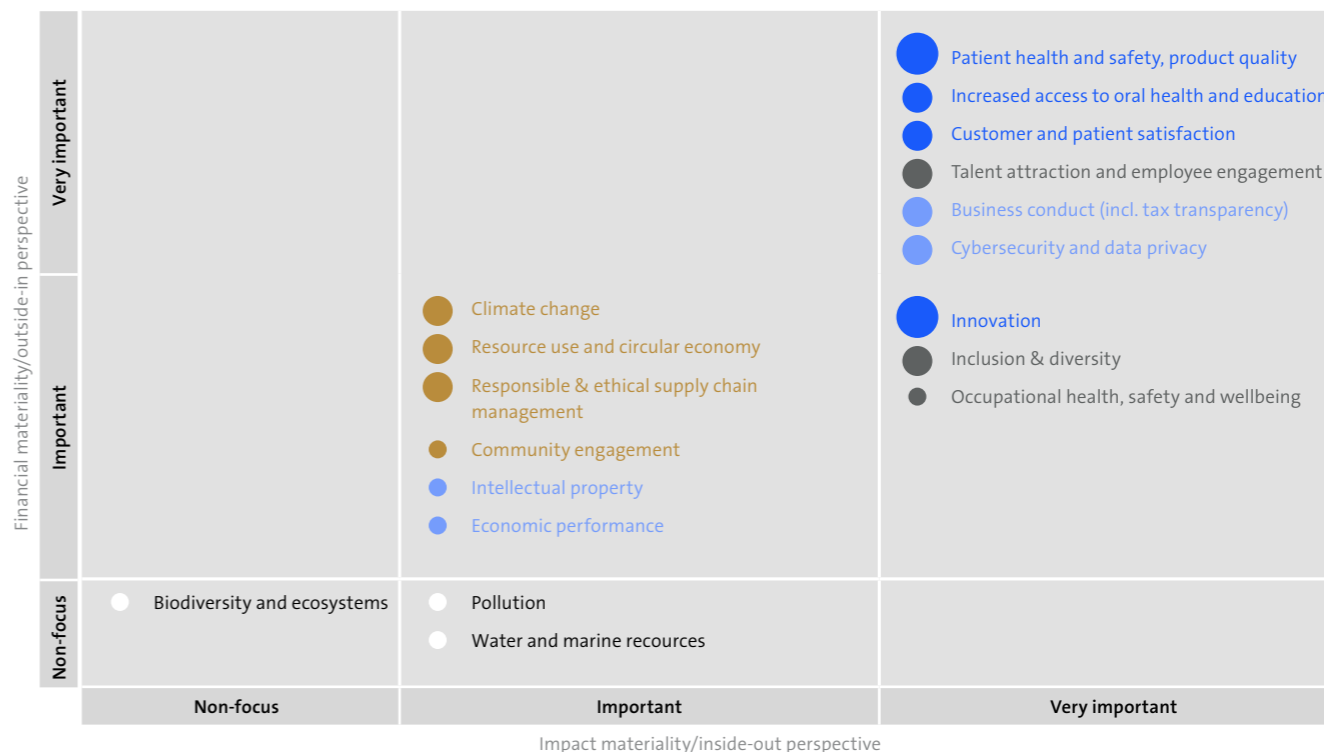 Financial materiality/outside-in perspective
Very important
Patient health and safety, product quality
Increased access to oral health and education
Customer and patient satisfaction
Talent attraction and employee engagement
Business conduct (incl. tax transparency)
Cybersecurity and data privacy
Important
Climate change
Resource use and circular economy
Responsible & ethical supply chain
management
Community engagement
Intellectual property
Economic performance
Innovation
Inclusion & diversity
Occupational health, safety and wellbeing
Non-focus
Biodiversity and ecosystems
Pollution
Water and marine recources
Non-focus
Important
Very important
Impact materiality/inside-out perspective